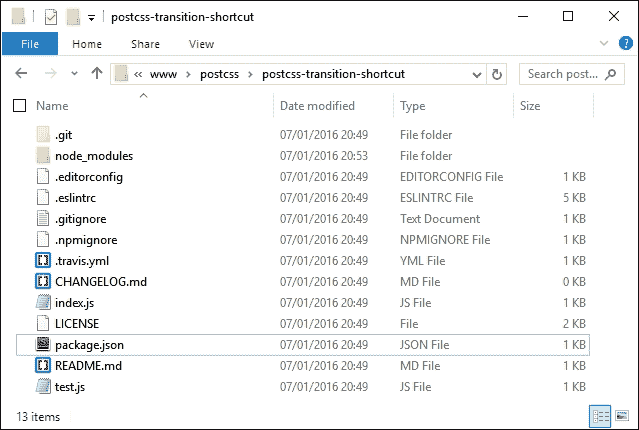 postcss-transition-shortcut
File Home Share View
« www › postcss › postcss-transition-shortcut Search post...
Name Date modified Type Size
.git 07/01/2016 20:49 File folder
node_modules 07/01/2016 20:53 File folder
.editorconfig 07/01/2016 20:49 EDITORCONFIG File 1 KB
.eslintrc 07/01/2016 20:49 ESLINTRC File 5 KB
.gitignore 07/01/2016 20:49 Text Document 1 KB
.npmignore 07/01/2016 20:49 NPMIGNORE File 1 KB
.travis.yml 07/01/2016 20:49 YML File 1 KB
CHANGELOG.md 07/01/2016 20:49 MD File 0 KB
index.js 07/01/2016 20:49 JS File 1 KB
LICENSE 07/01/2016 20:49 File 2 KB
package.json 07/01/2016 20:49 JSON File 1 KB
README.md 07/01/2016 20:49 MD File 1 KB
test.js 07/01/2016 20:49 JS File 1 KB
13 items